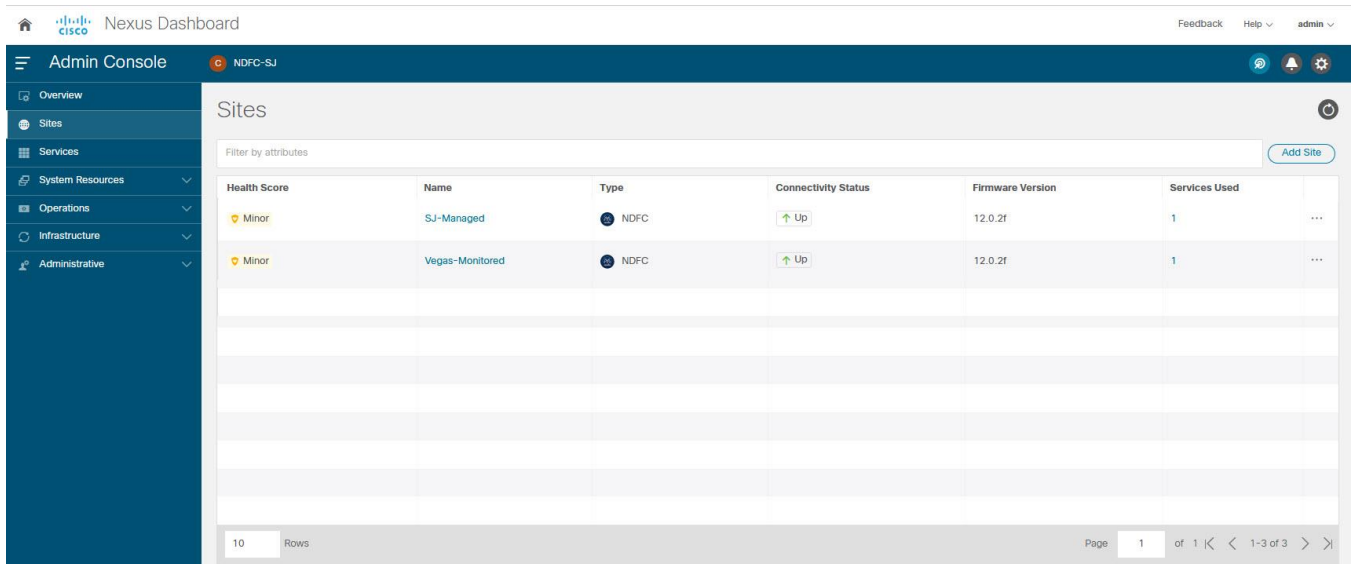 cisco Nexus Dashboard Feedback Help admin
Admin Console C NDFC-SJ
Overview
Sites
Services
System Resources
Operations
Infrastructure
Administrative
Sites
Filter by attributes Add Site
Health Score Name Type Connectivity Status Firmware Version Services Used
Minor SJ-Managed NDFC Up 12.0.2f 1
Minor Vegas-Monitored NDFC Up 12.0.2f 1
10 Rows Page 1 of 1 1-3 of 3